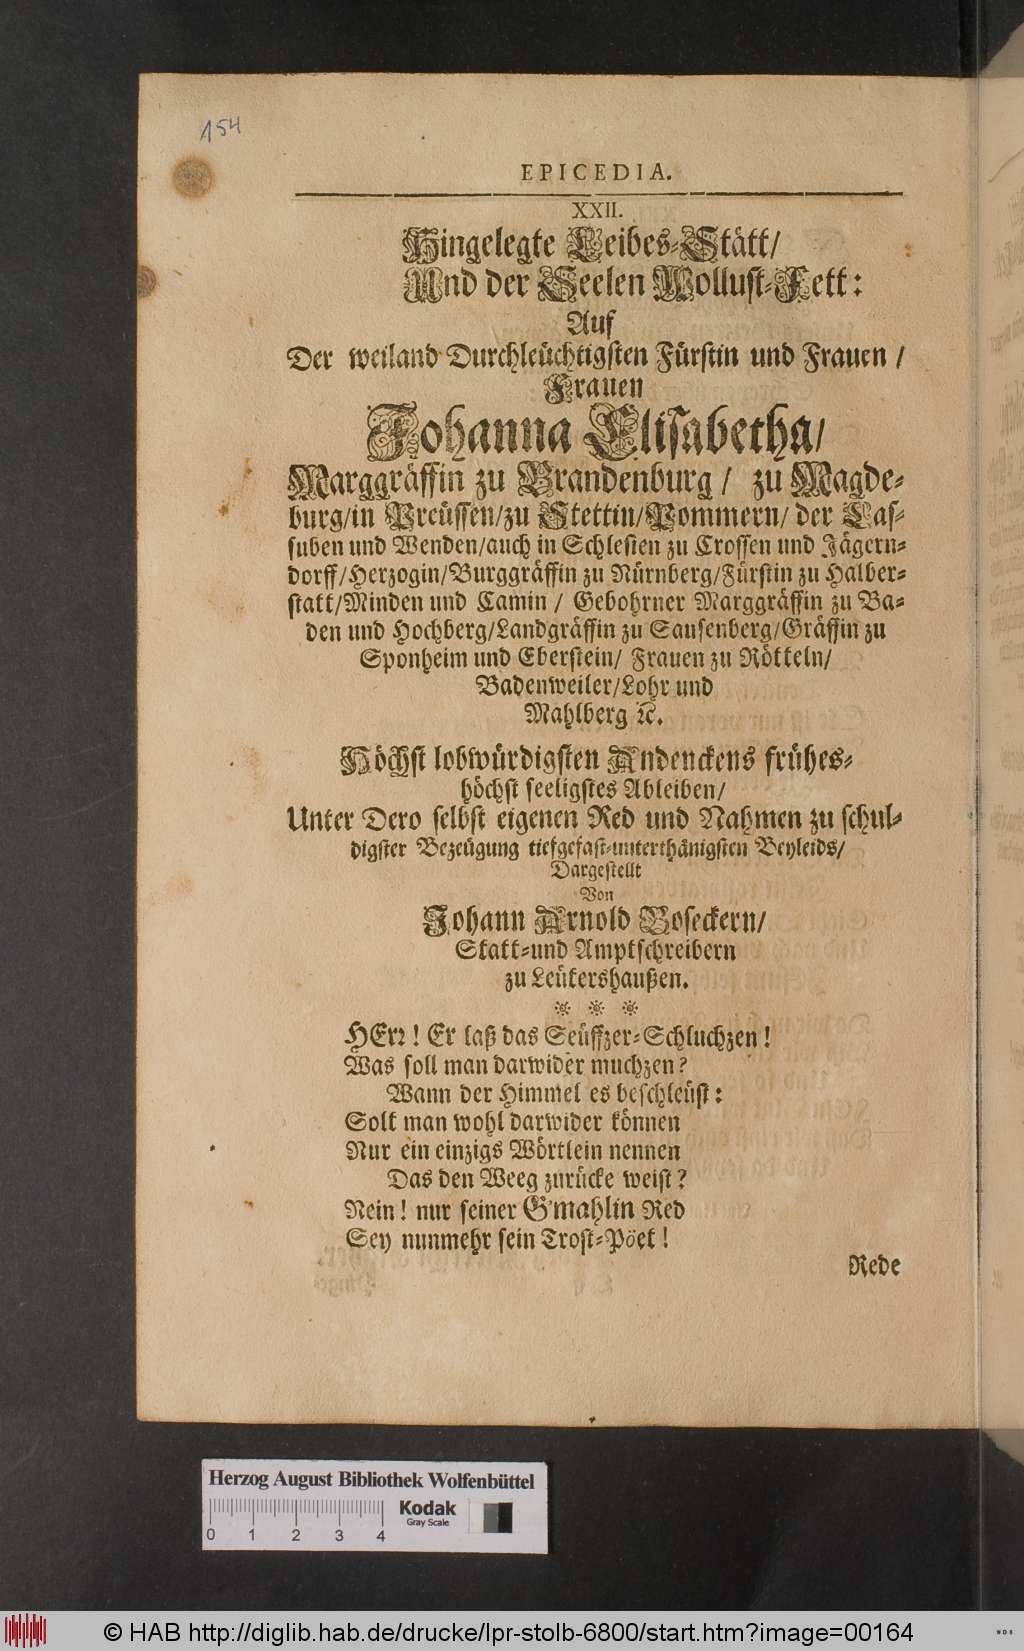 154
EPICEDIA.
XXII.
Hingelegte Leibes-Stätt/
Und der Seelen Wollust-Fett:
Auf
Der weiland Durchleüchtigsten Fürstin und Frauen /
Frauen
Johanna Elisabetha/
Marggräffin zu Brandenburg / zu Magde-
burg/in Preüssen/zu Stettin/Pommern/ der Cas-
suben und Wenden/auch in Schlesien zu Crossen und Jägern-
dorff/Herzogin/Burggräffin zu Nürnberg/Fürstin zu Halber-
statt/Minden und Camin / Gebohrner Marggräffin zu Ba-
den und Hochberg/Landgräffin zu Sausenberg/Gräffin zu
Sponheim und Eberstein/ Frauen zu Rötteln/
Badenweiler/Lohr und
Mahlberg ꝛc.
Höchst lobwürdigsten Andenckens frühes-
höchst seeligstes Ableiben/
Unter Dero selbst eigenen Red und Nahmen zu schul-
digster Bezeügung tiefgefast-unterthänigsten Beyleids/
Dargestellt
Von
Johann Arnold Boseckern/
Statt-und Amptschreibern
zu Leütershaußen.
HErꝛ! Er laß das Seüffzer-Schluchzen!
Was soll man darwider muchzen?
Wann der Himmel es beschleüst:
Solt man wohl darwider können
Nur ein einzigs Wörtlein nennen
Das den Weeg zurücke weist?
Nein! nur seiner G'mahlin Red
Sey nunmehr sein Trost-Pöet!
Rede
Herzog August Bibliothek Wolfenbüttel
Kodak
Gray Scale
0 1 2 3 4
© HAB http://diglib.hab.de/drucke/lpr-stolb-6800/start.htm?image=00164
WDB